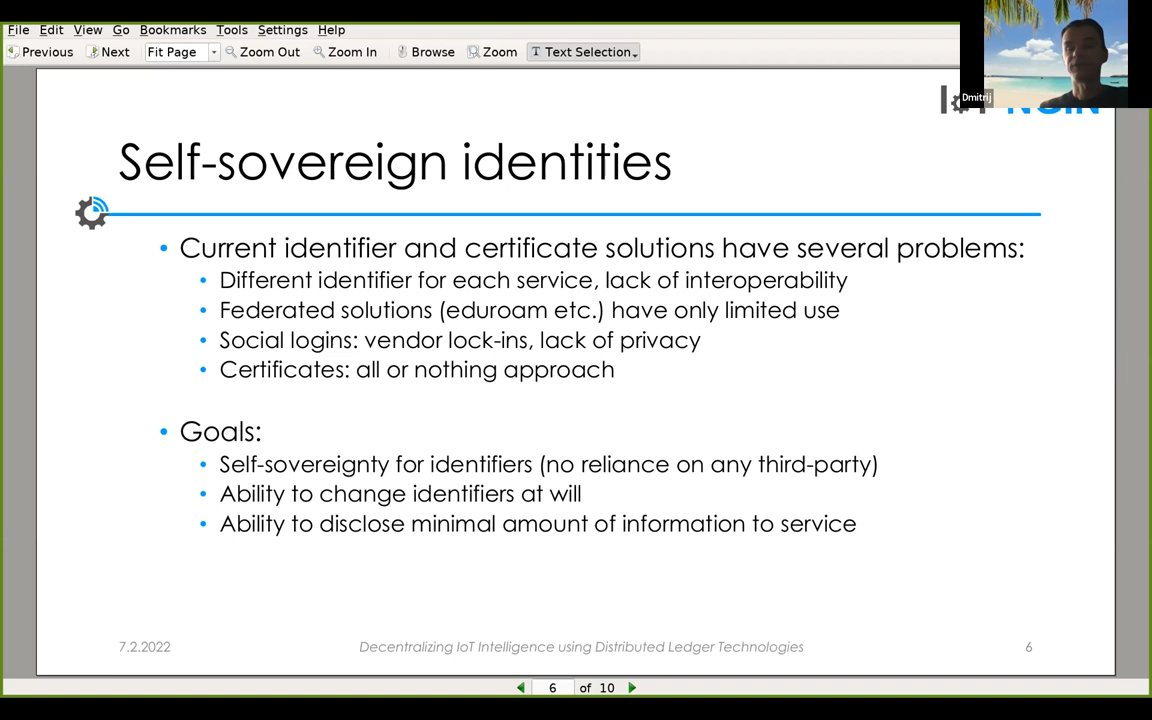 File Edit View Go Bookmarks Tools Settings Help
Previous Next Fit Page Zoom Out Zoom In Browse Zoom Text Selection
Dmitrij
Self-sovereign identities
• Current identifier and certificate solutions have several problems:
• Different identifier for each service, lack of interoperability
• Federated solutions (eduroam etc.) have only limited use
• Social logins: vendor lock-ins, lack of privacy
• Certificates: all or nothing approach
• Goals:
• Self-sovereignty for identifiers (no reliance on any third-party)
• Ability to change identifiers at will
• Ability to disclose minimal amount of information to service
7.2.2022 Decentralizing IoT Intelligence using Distributed Ledger Technologies 6
6 of 10